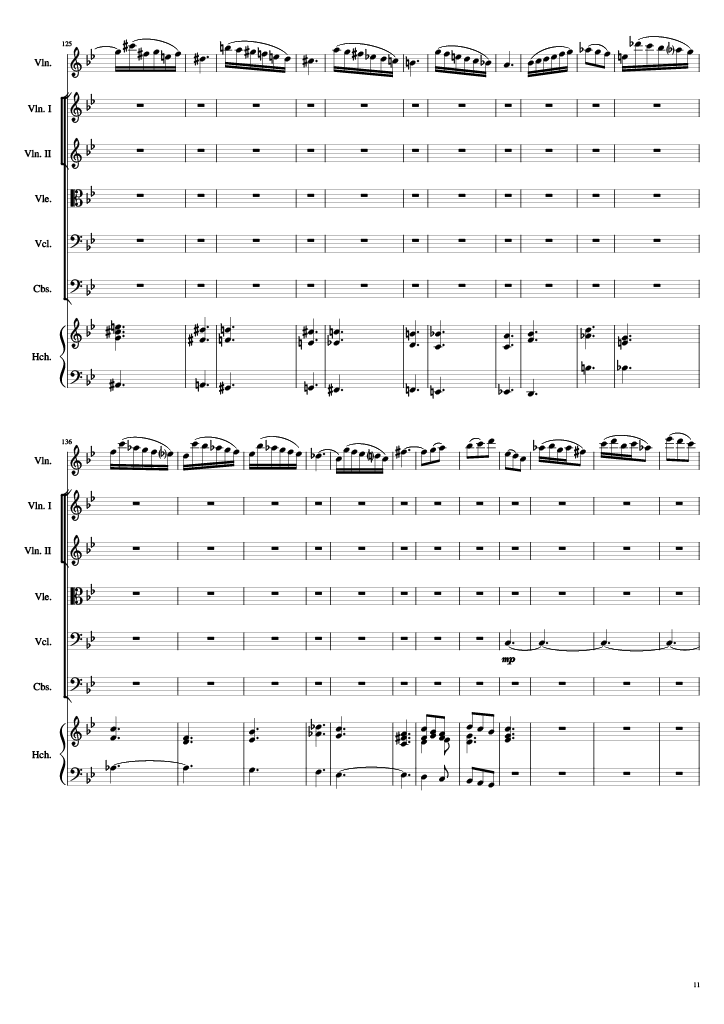 125
Vln.
Vln. I
Vln. II
Vle.
Vcl.
Cbs.
Hch.
136
Vln.
Vln. I
Vln. II
Vle.
Vcl.
mp
Cbs.
Hch.
11